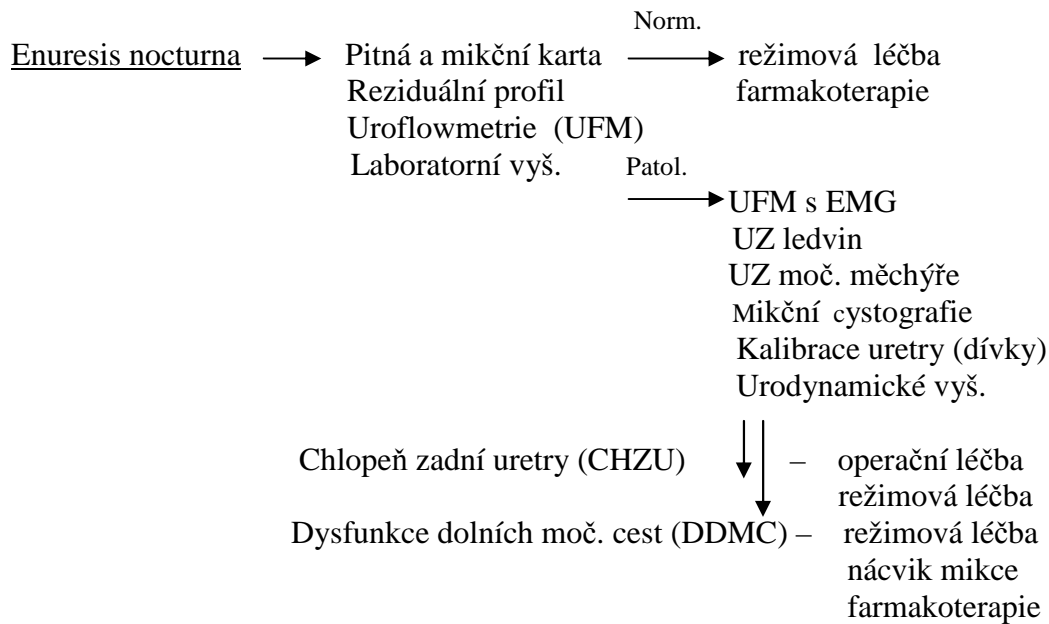 Norm.
Enuresis nocturna Pitná a mikční karta režimová léčba
Reziduální profil farmakoterapie
Uroflowmetrie (UFM)
Laboratorní vyš. Patol.
UFM s EMG
UZ ledvin
UZ moč. měchýře
Mikční cystografie
Kalibrace uretry (dívky)
Urodynamické vyš.
Chlopeň zadní uretry (CHZU) – operační léčba
režimová léčba
Dysfunkce dolních moč. cest (DDMC) – režimová léčba
nácvik mikce
farmakoterapie